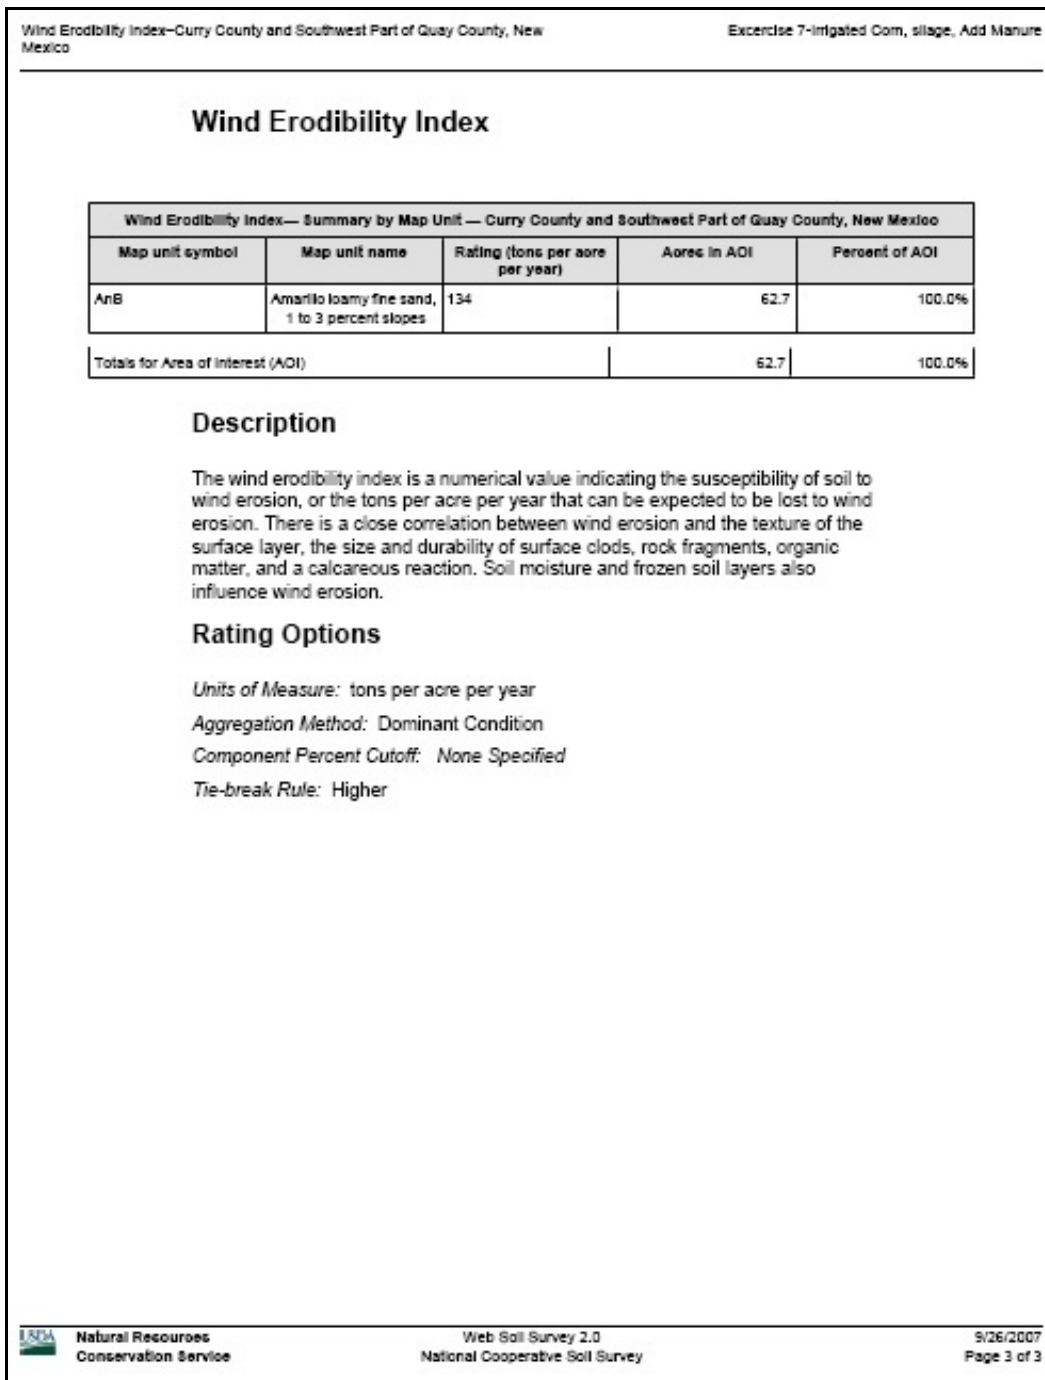 Wind Erodibility Index–Curry County and Southwest Part of Quay County, New
Mexico
Excercise 7-Irrigated Corn, silage, Add Manure
Wind Erodibility Index
Wind Erodibility Index— Summary by Map Unit — Curry County and Southwest Part of Quay County, New Mexico
Map unit symbol
Map unit name
Rating (tons per acre
per year)
Acres in AOI
Percent of AOI
AnB
Amarillo loamy fine sand,
1 to 3 percent slopes
134
62.7
100.0%
Totals for Area of Interest (AOI)
62.7
100.0%
Description
The wind erodibility index is a numerical value indicating the susceptibility of soil to
wind erosion, or the tons per acre per year that can be expected to be lost to wind
erosion. There is a close correlation between wind erosion and the texture of the
surface layer, the size and durability of surface clods, rock fragments, organic
matter, and a calcareous reaction. Soil moisture and frozen soil layers also
influence wind erosion.
Rating Options
Units of Measure: tons per acre per year
Aggregation Method: Dominant Condition
Component Percent Cutoff: None Specified
Tie-break Rule: Higher
USDA
Natural Resources
Conservation Service
Web Soil Survey 2.0
National Cooperative Soil Survey
9/26/2007
Page 3 of 3